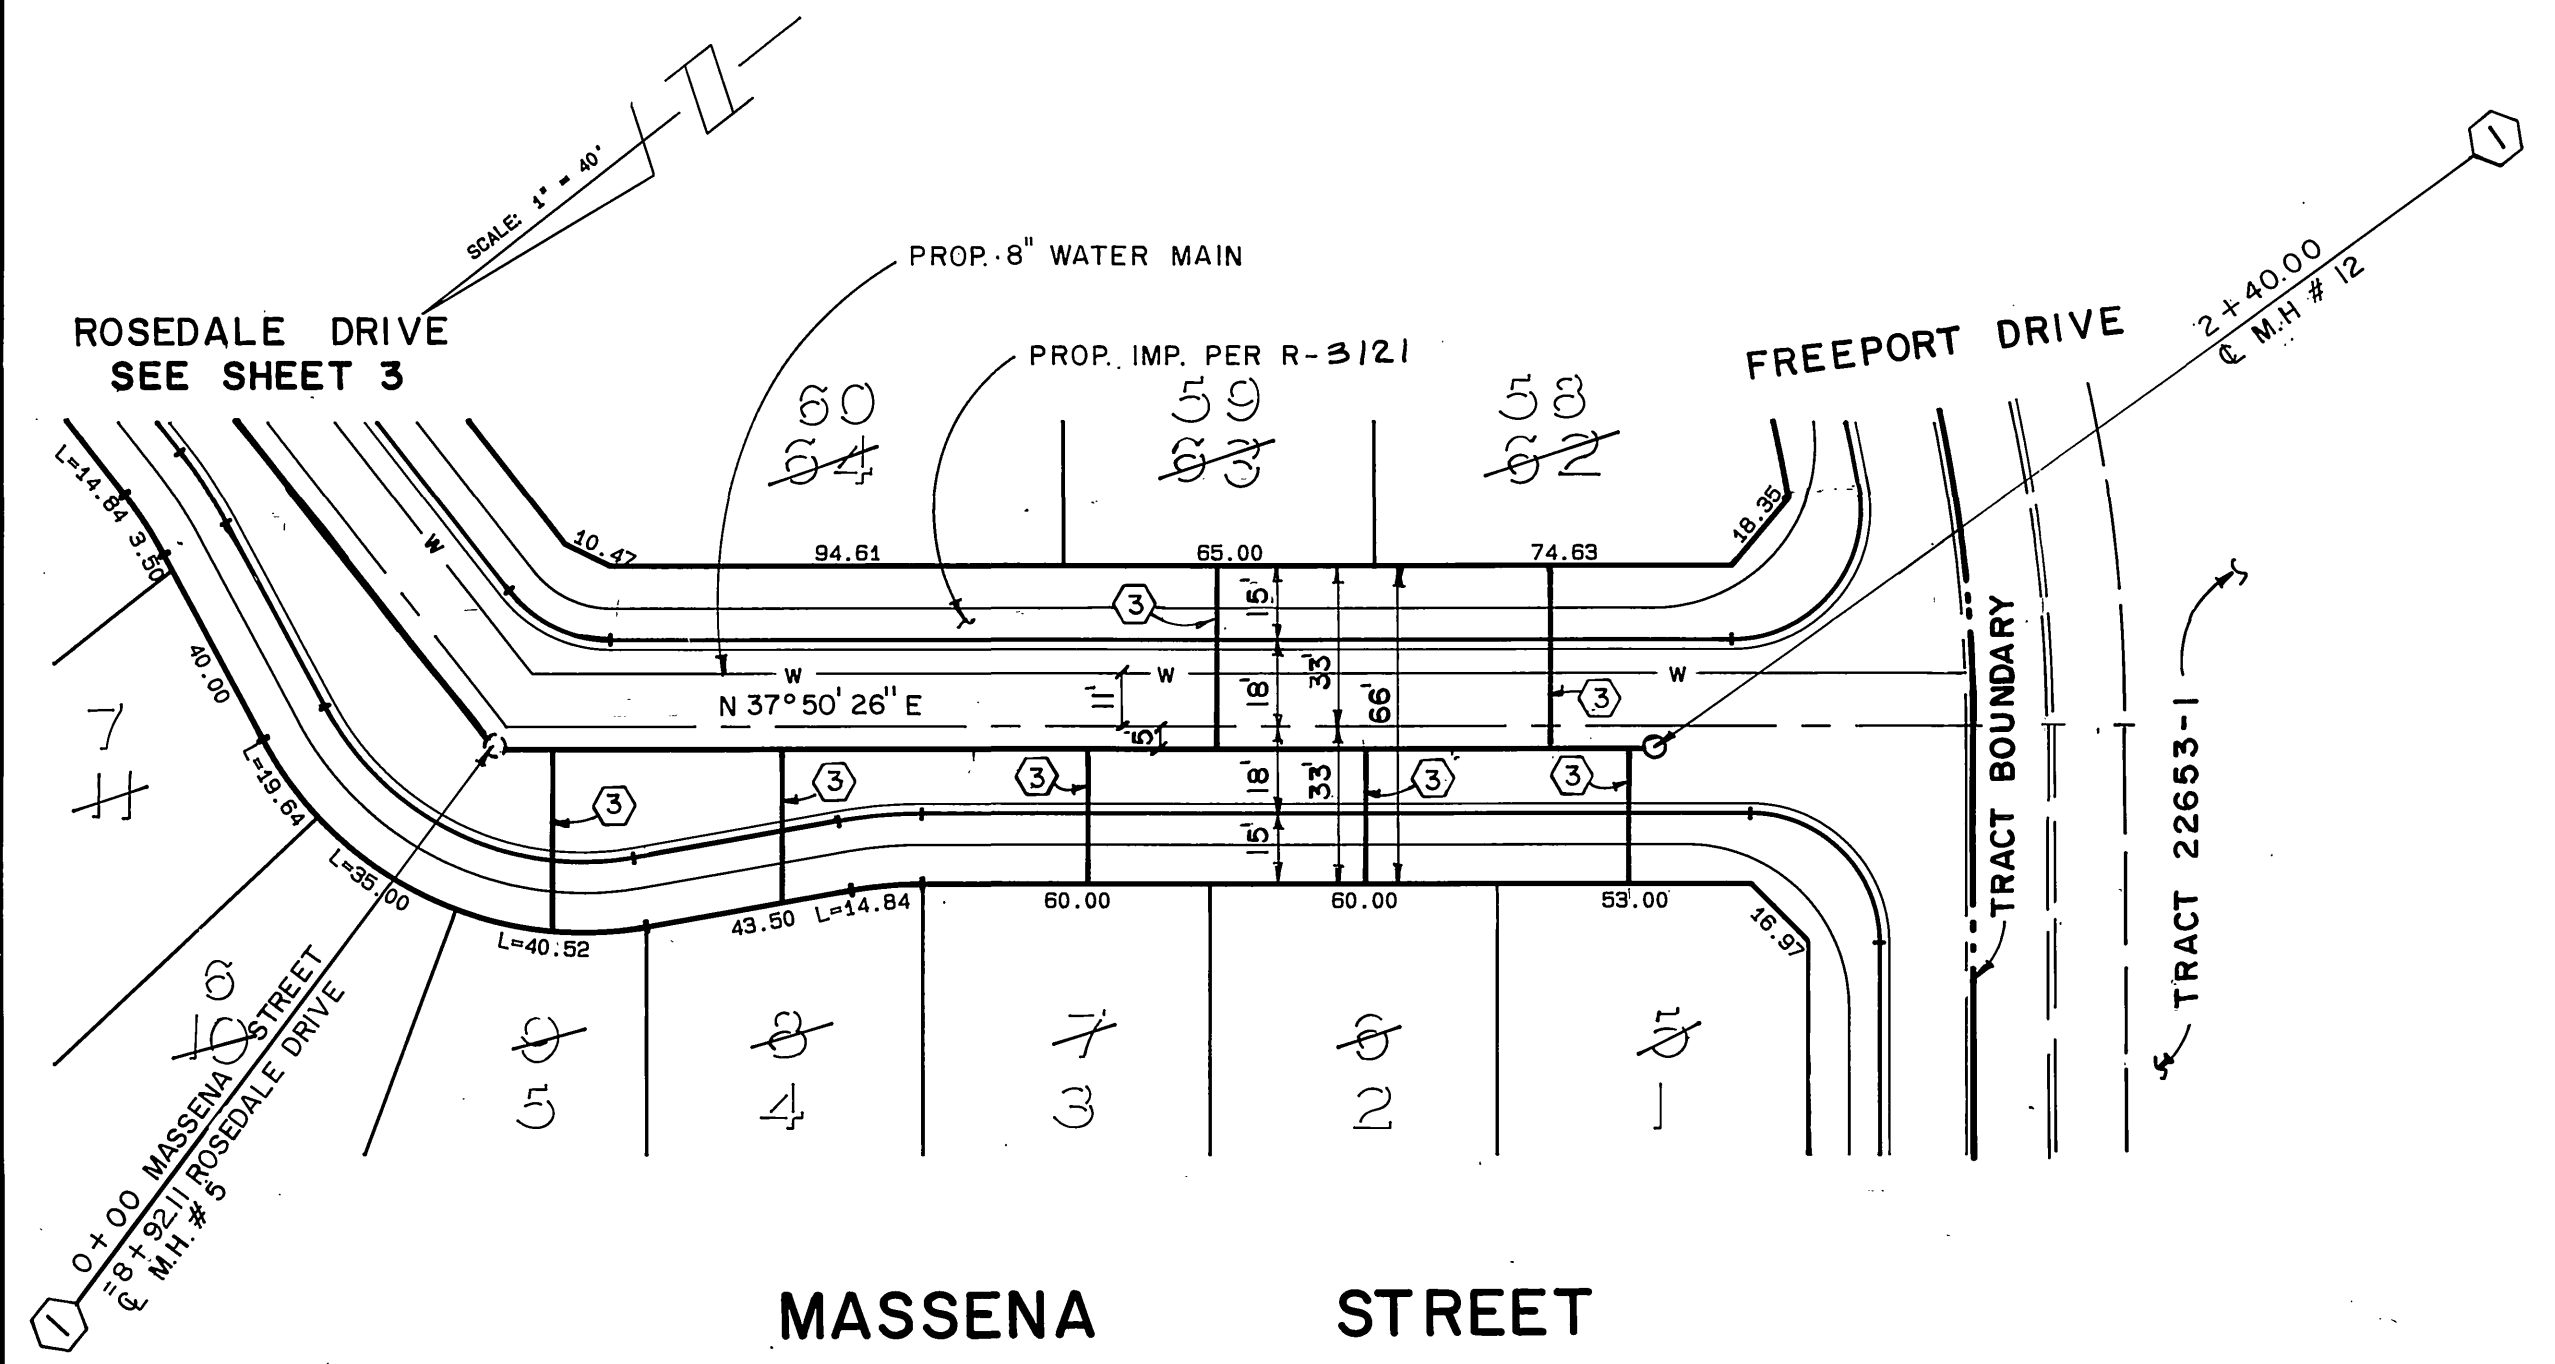 SCALE: 1" = 40'
ROSEDALE DRIVE
SEE SHEET 3
PROP. 8" WATER MAIN
PROP. IMP. PER R-3121
FREEPORT DRIVE
2+40.00
℄ M.H # 12
1
60
64
59
63
58
62
L=14.84
3.50
40.00
L=19.64
L=35.00
L=40.52
10.47
94.61
65.00
74.63
18.35
W
W
W
W
N 37°50'26" E
11'
5'
15'
18'
33'
66'
18'
33'
15'
3
3
3
3
3
3
3
43.50
L=14.84
60.00
60.00
53.00
16.97
7
11
6
10
9
5
8
4
7
3
6
2
5
1
TRACT BOUNDARY
TRACT 22653-1
0+00 MASSENA STREET
=8+92.11 ROSEDALE DRIVE
℄ M.H. # 5
1
MASSENA STREET